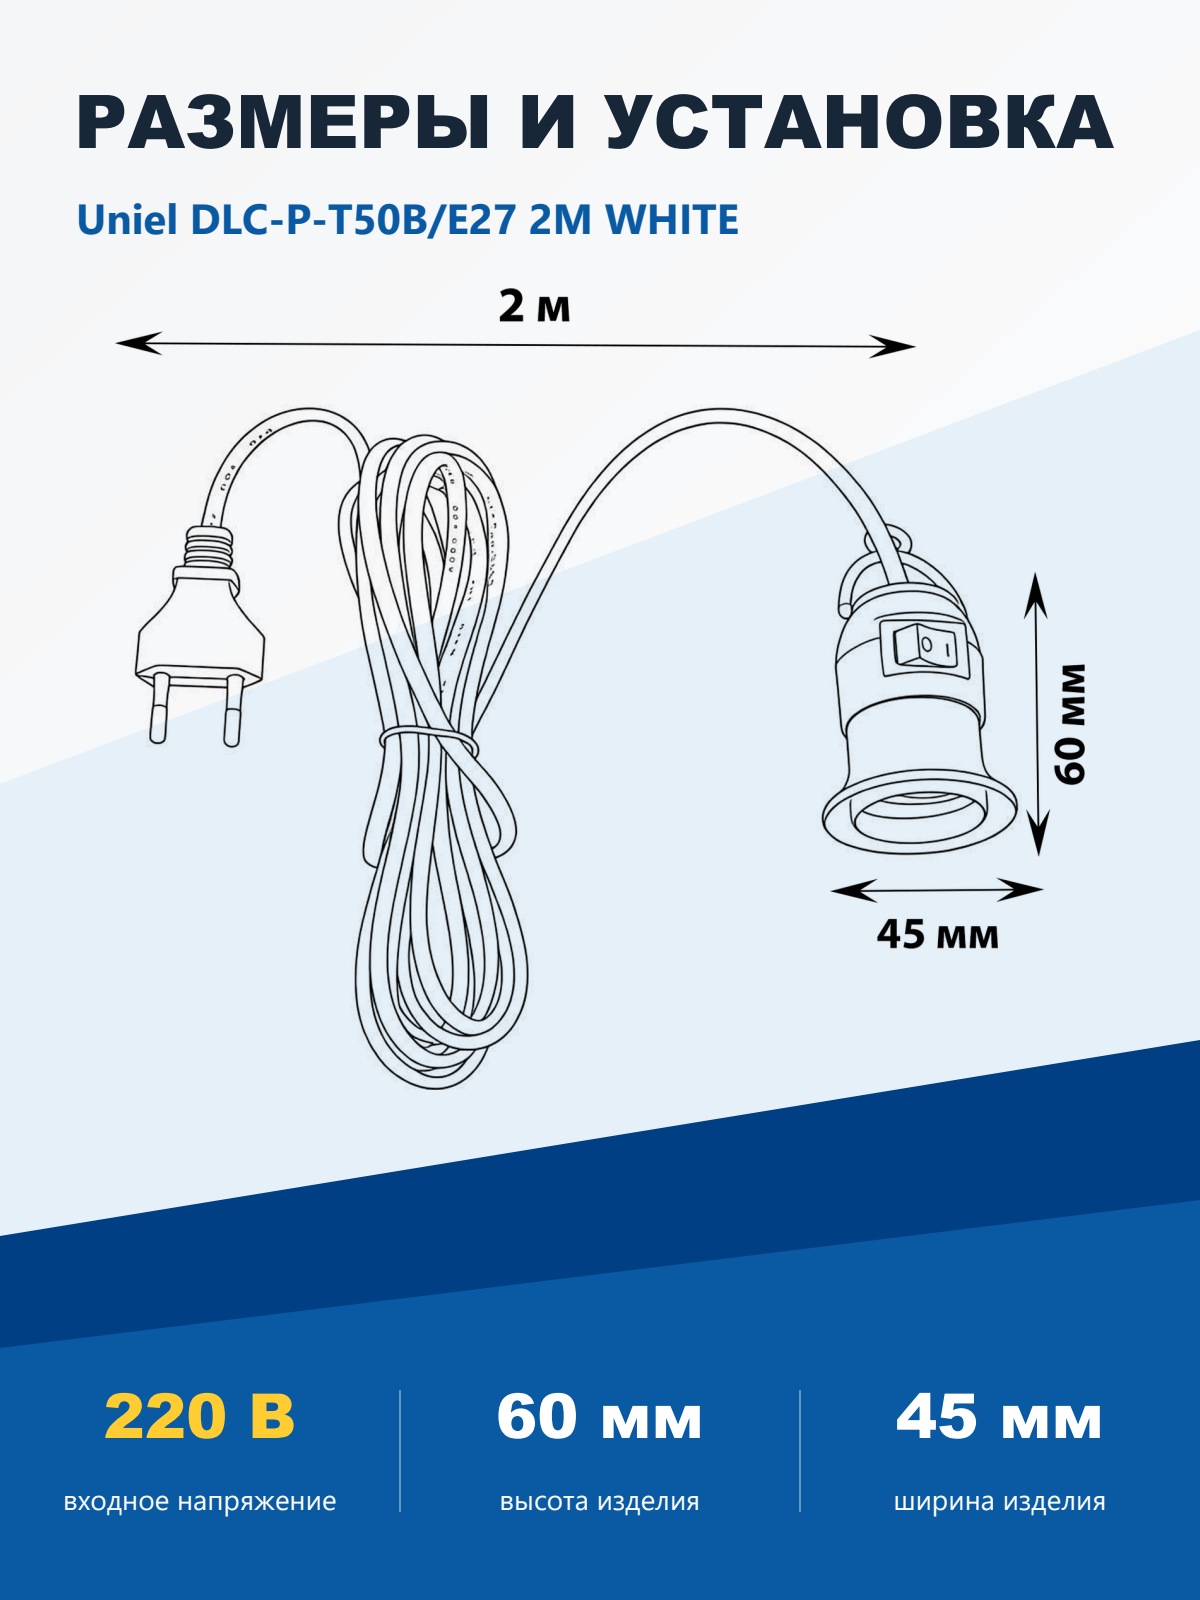 РАЗМЕРЫ И УСТАНОВКА
Uniel DLC-P-T50B/E27 2M WHITE
2 м
60 мм
45 мм
220 В
входное напряжение
60 мм
высота изделия
45 мм
ширина изделия